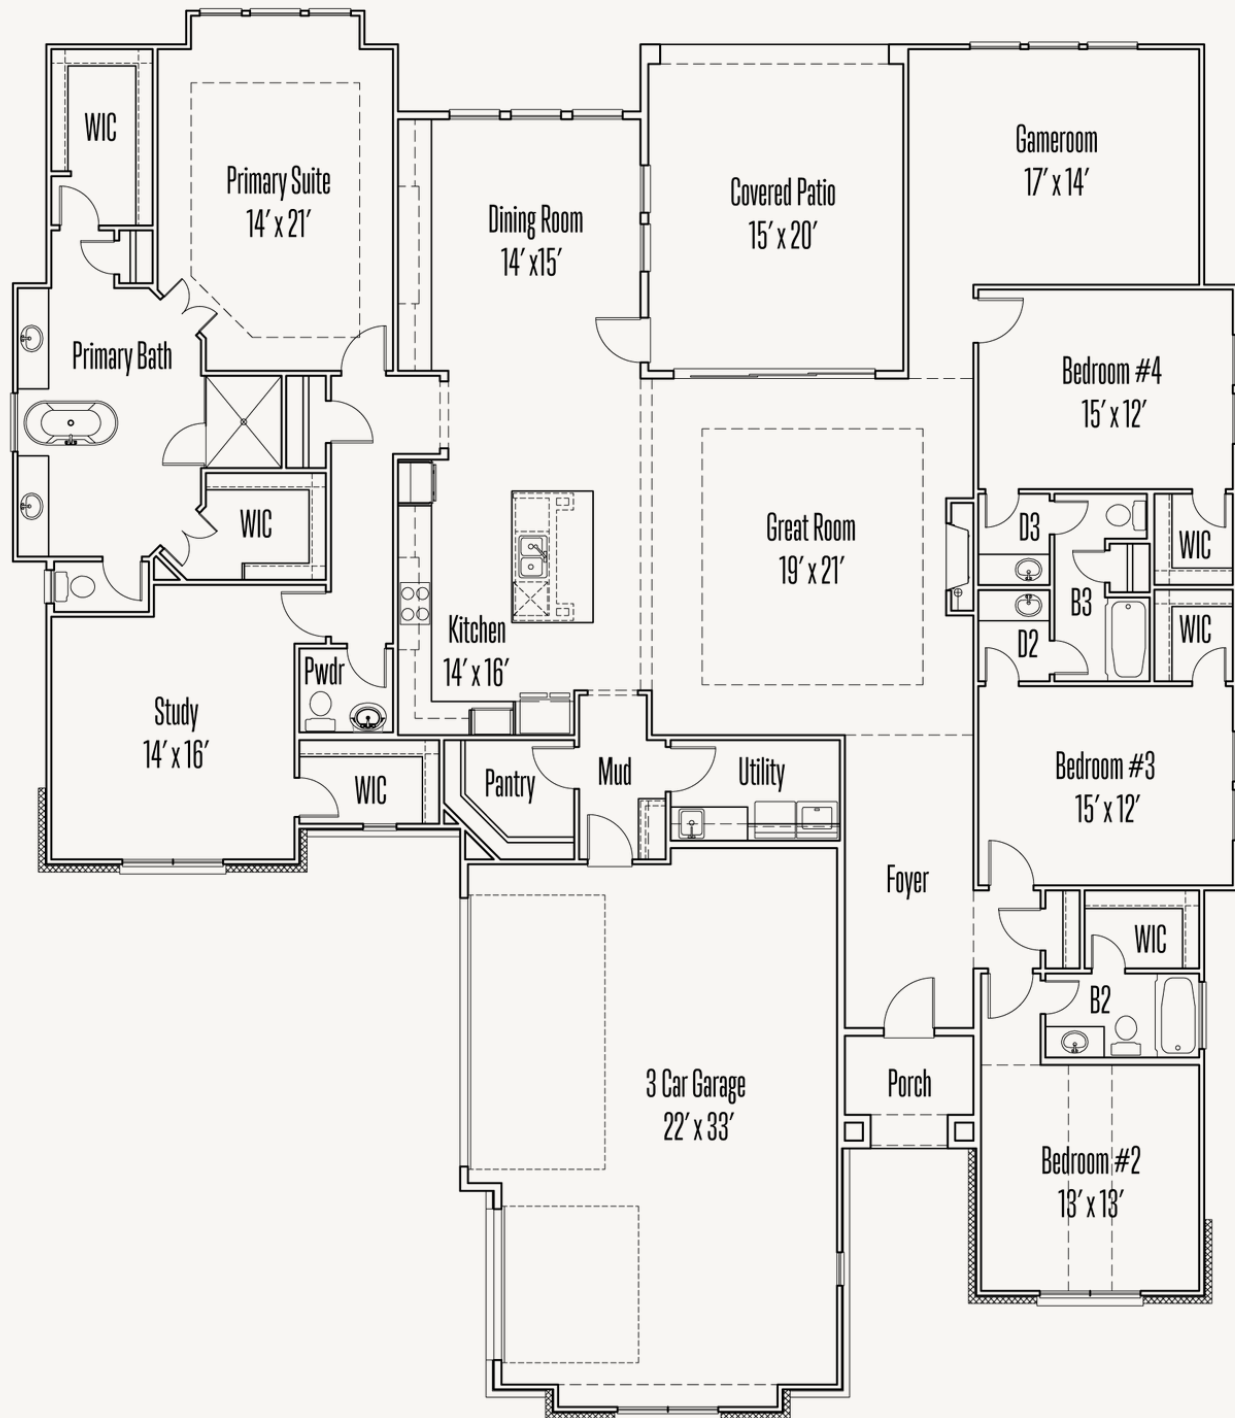 WIC
Primary Suite
14' x 21'
Dining Room
14' x15'
Covered Patio
15' x 20'
Gameroom
17' x 14'
Primary Bath
Bedroom #4
15' x 12'
WIC
Great Room
19' x 21'
D3
WIC
B3
Kitchen
14' x 16'
D2
WIC
Pwdr
Study
14' x 16'
WIC
Pantry
Mud
Utility
Bedroom #3
15' x 12'
Foyer
WIC
B2
3 Car Garage
22' x 33'
Porch
Bedroom #2
13' x 13'